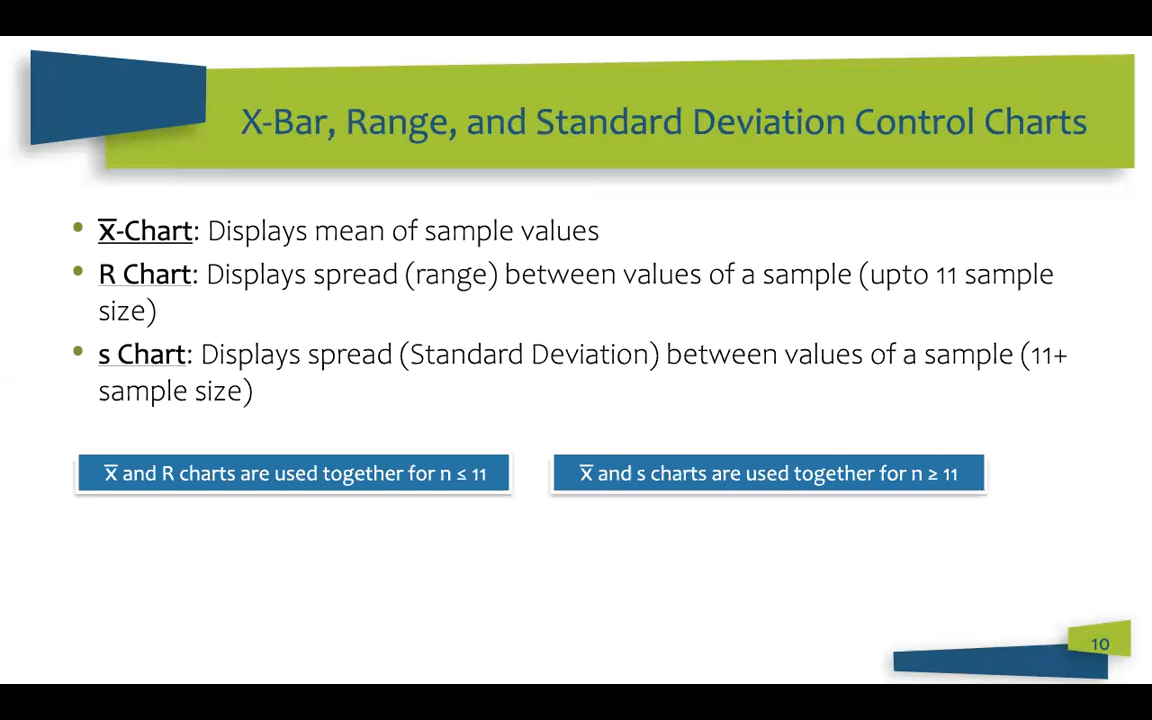 X-Bar, Range, and Standard Deviation Control Charts
• X̅-Chart: Displays mean of sample values
• R Chart: Displays spread (range) between values of a sample (upto 11 sample
size)
• s Chart: Displays spread (Standard Deviation) between values of a sample (11+
sample size)
X̅ and R charts are used together for n ≤ 11
X̅ and s charts are used together for n ≥ 11
10